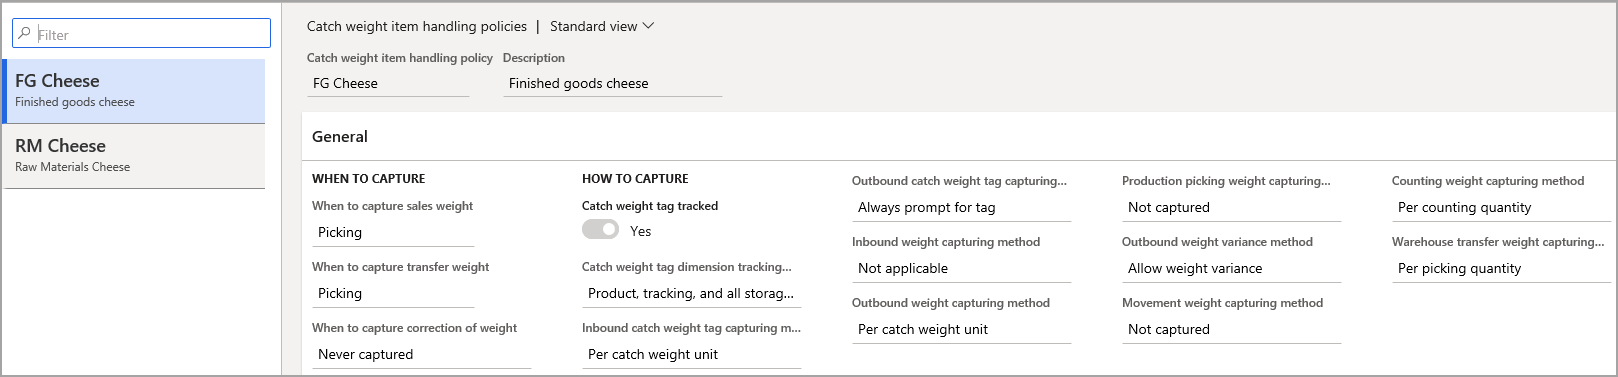 Filter
FG Cheese
Finished goods cheese
RM Cheese
Raw Materials Cheese
Catch weight item handling policies | Standard view
Catch weight item handling policy
FG Cheese
Description
Finished goods cheese
General
WHEN TO CAPTURE
When to capture sales weight
Picking
When to capture transfer weight
Picking
When to capture correction of weight
Never captured
HOW TO CAPTURE
Catch weight tag tracked
Yes
Catch weight tag dimension tracking...
Product, tracking, and all storag...
Inbound catch weight tag capturing m...
Per catch weight unit
Outbound catch weight tag capturing...
Always prompt for tag
Inbound weight capturing method
Not applicable
Outbound weight capturing method
Per catch weight unit
Production picking weight capturing...
Not captured
Outbound weight variance method
Allow weight variance
Movement weight capturing method
Not captured
Counting weight capturing method
Per counting quantity
Warehouse transfer weight capturing...
Per picking quantity